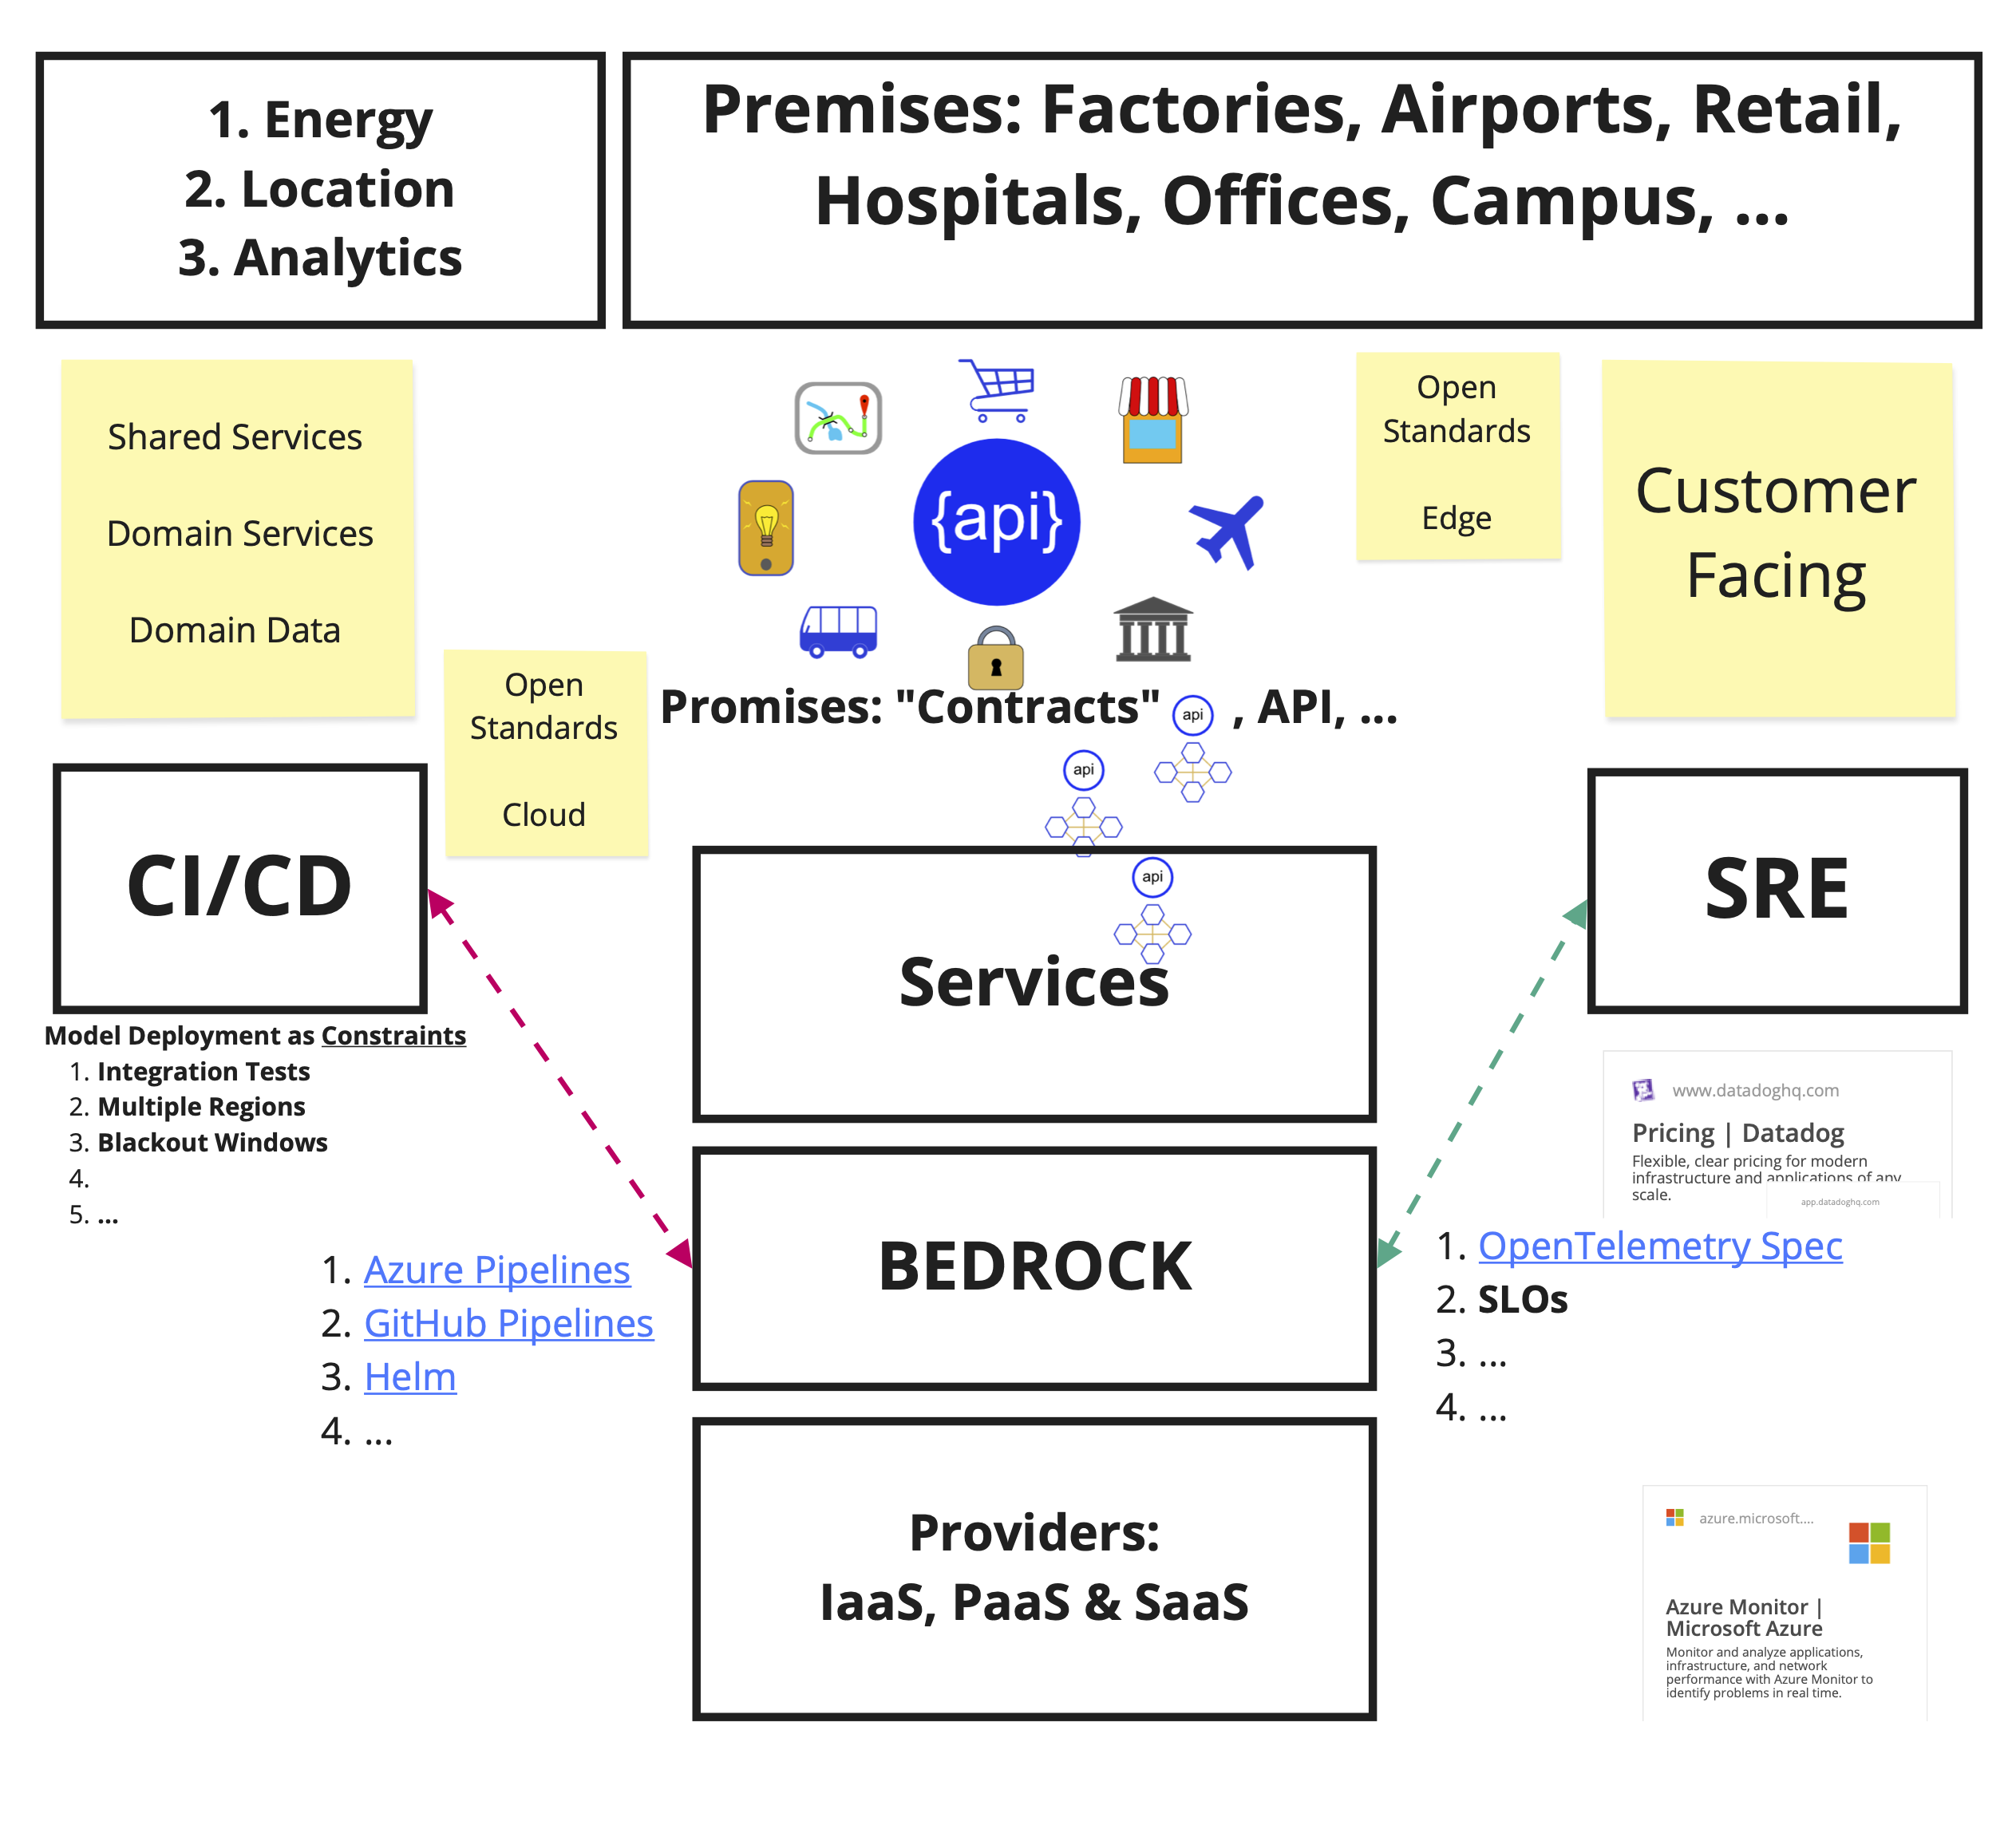 1. Energy
2. Location
3. Analytics
Premises: Factories, Airports, Retail,
Hospitals, Offices, Campus, ...
Shared Services
Domain Services
Domain Data
{api}
Open
Standards
Edge
Customer
Facing
Open
Standards
Cloud
Promises: "Contracts" api , API, ...
api
api
CI/CD
Services
SRE
Model Deployment as Constraints
1. Integration Tests
2. Multiple Regions
3. Blackout Windows
4.
5. ...
www.datadoghq.com
Pricing | Datadog
Flexible, clear pricing for modern
infrastructure and applications of any
scale.
app.datadoghq.com
BEDROCK
1. Azure Pipelines
2. GitHub Pipelines
3. Helm
4. ...
1. OpenTelemetry Spec
2. SLOs
3. ...
4. ...
Providers:
IaaS, PaaS & SaaS
azure.microsoft....
Azure Monitor |
Microsoft Azure
Monitor and analyze applications,
infrastructure, and network
performance with Azure Monitor to
identify problems in real time.